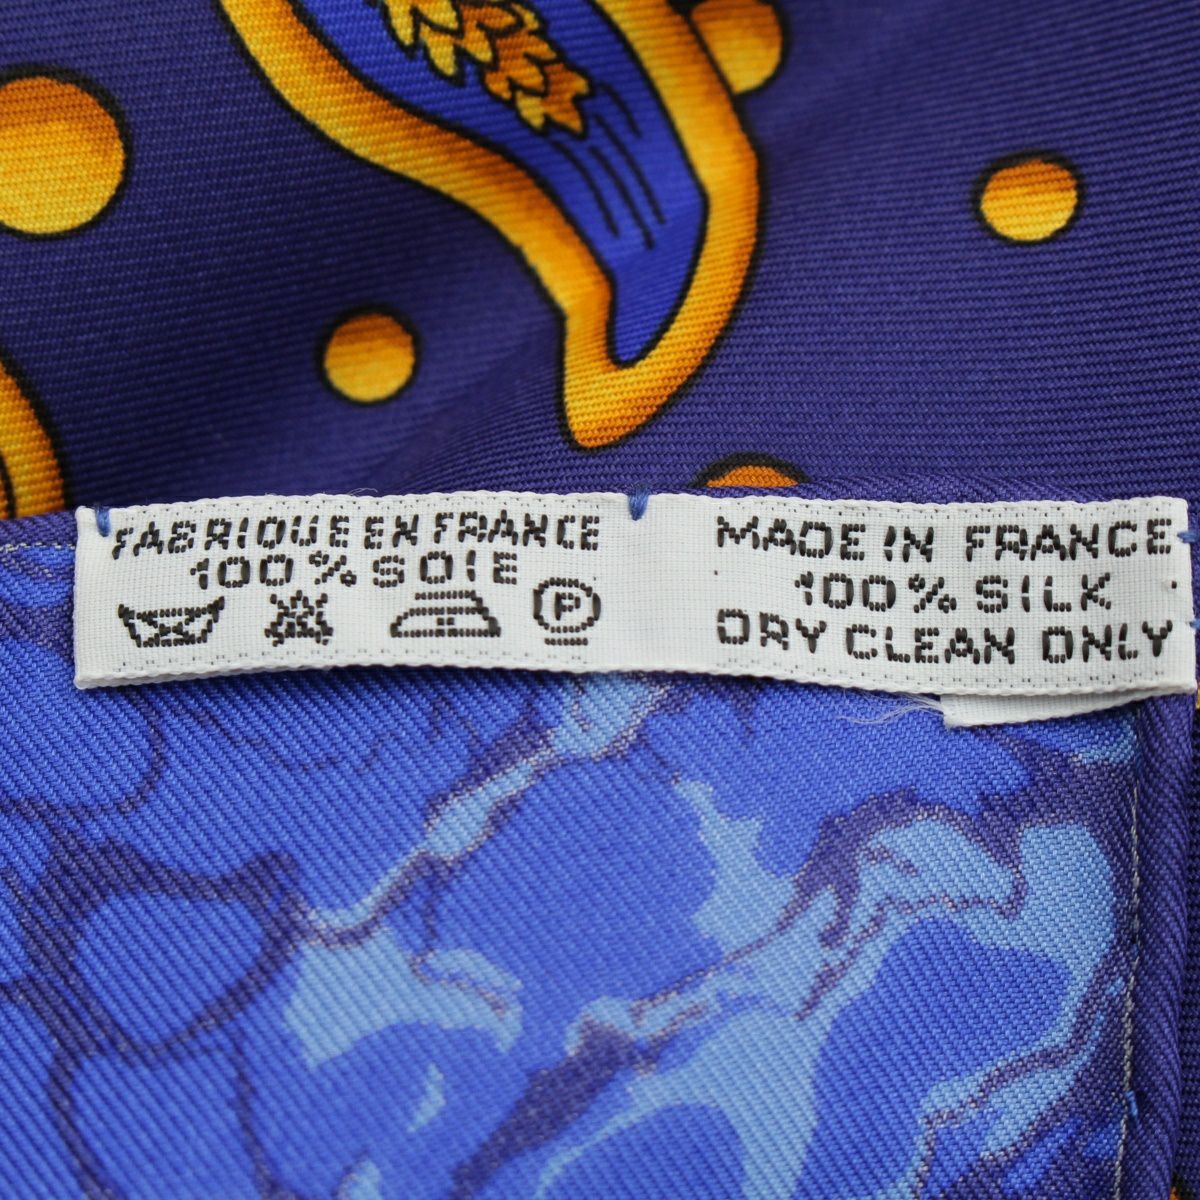 FABRIQUE EN FRANCE
100% SOIE
P
MADE IN FRANCE
100% SILK
DRY CLEAN ONLY